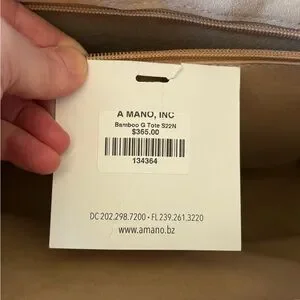 A MANO, INC
Bamboo G Tote S22N
$365.00
134364
DC 202.298.7200 • FL 239.261.3220
www.amano.bz